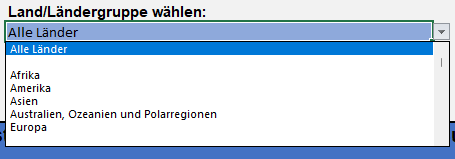 Land/Ländergruppe wählen:
Alle Länder
Alle Länder
Afrika
Amerika
Asien
Australien, Ozeanien und Polarregionen
Europa